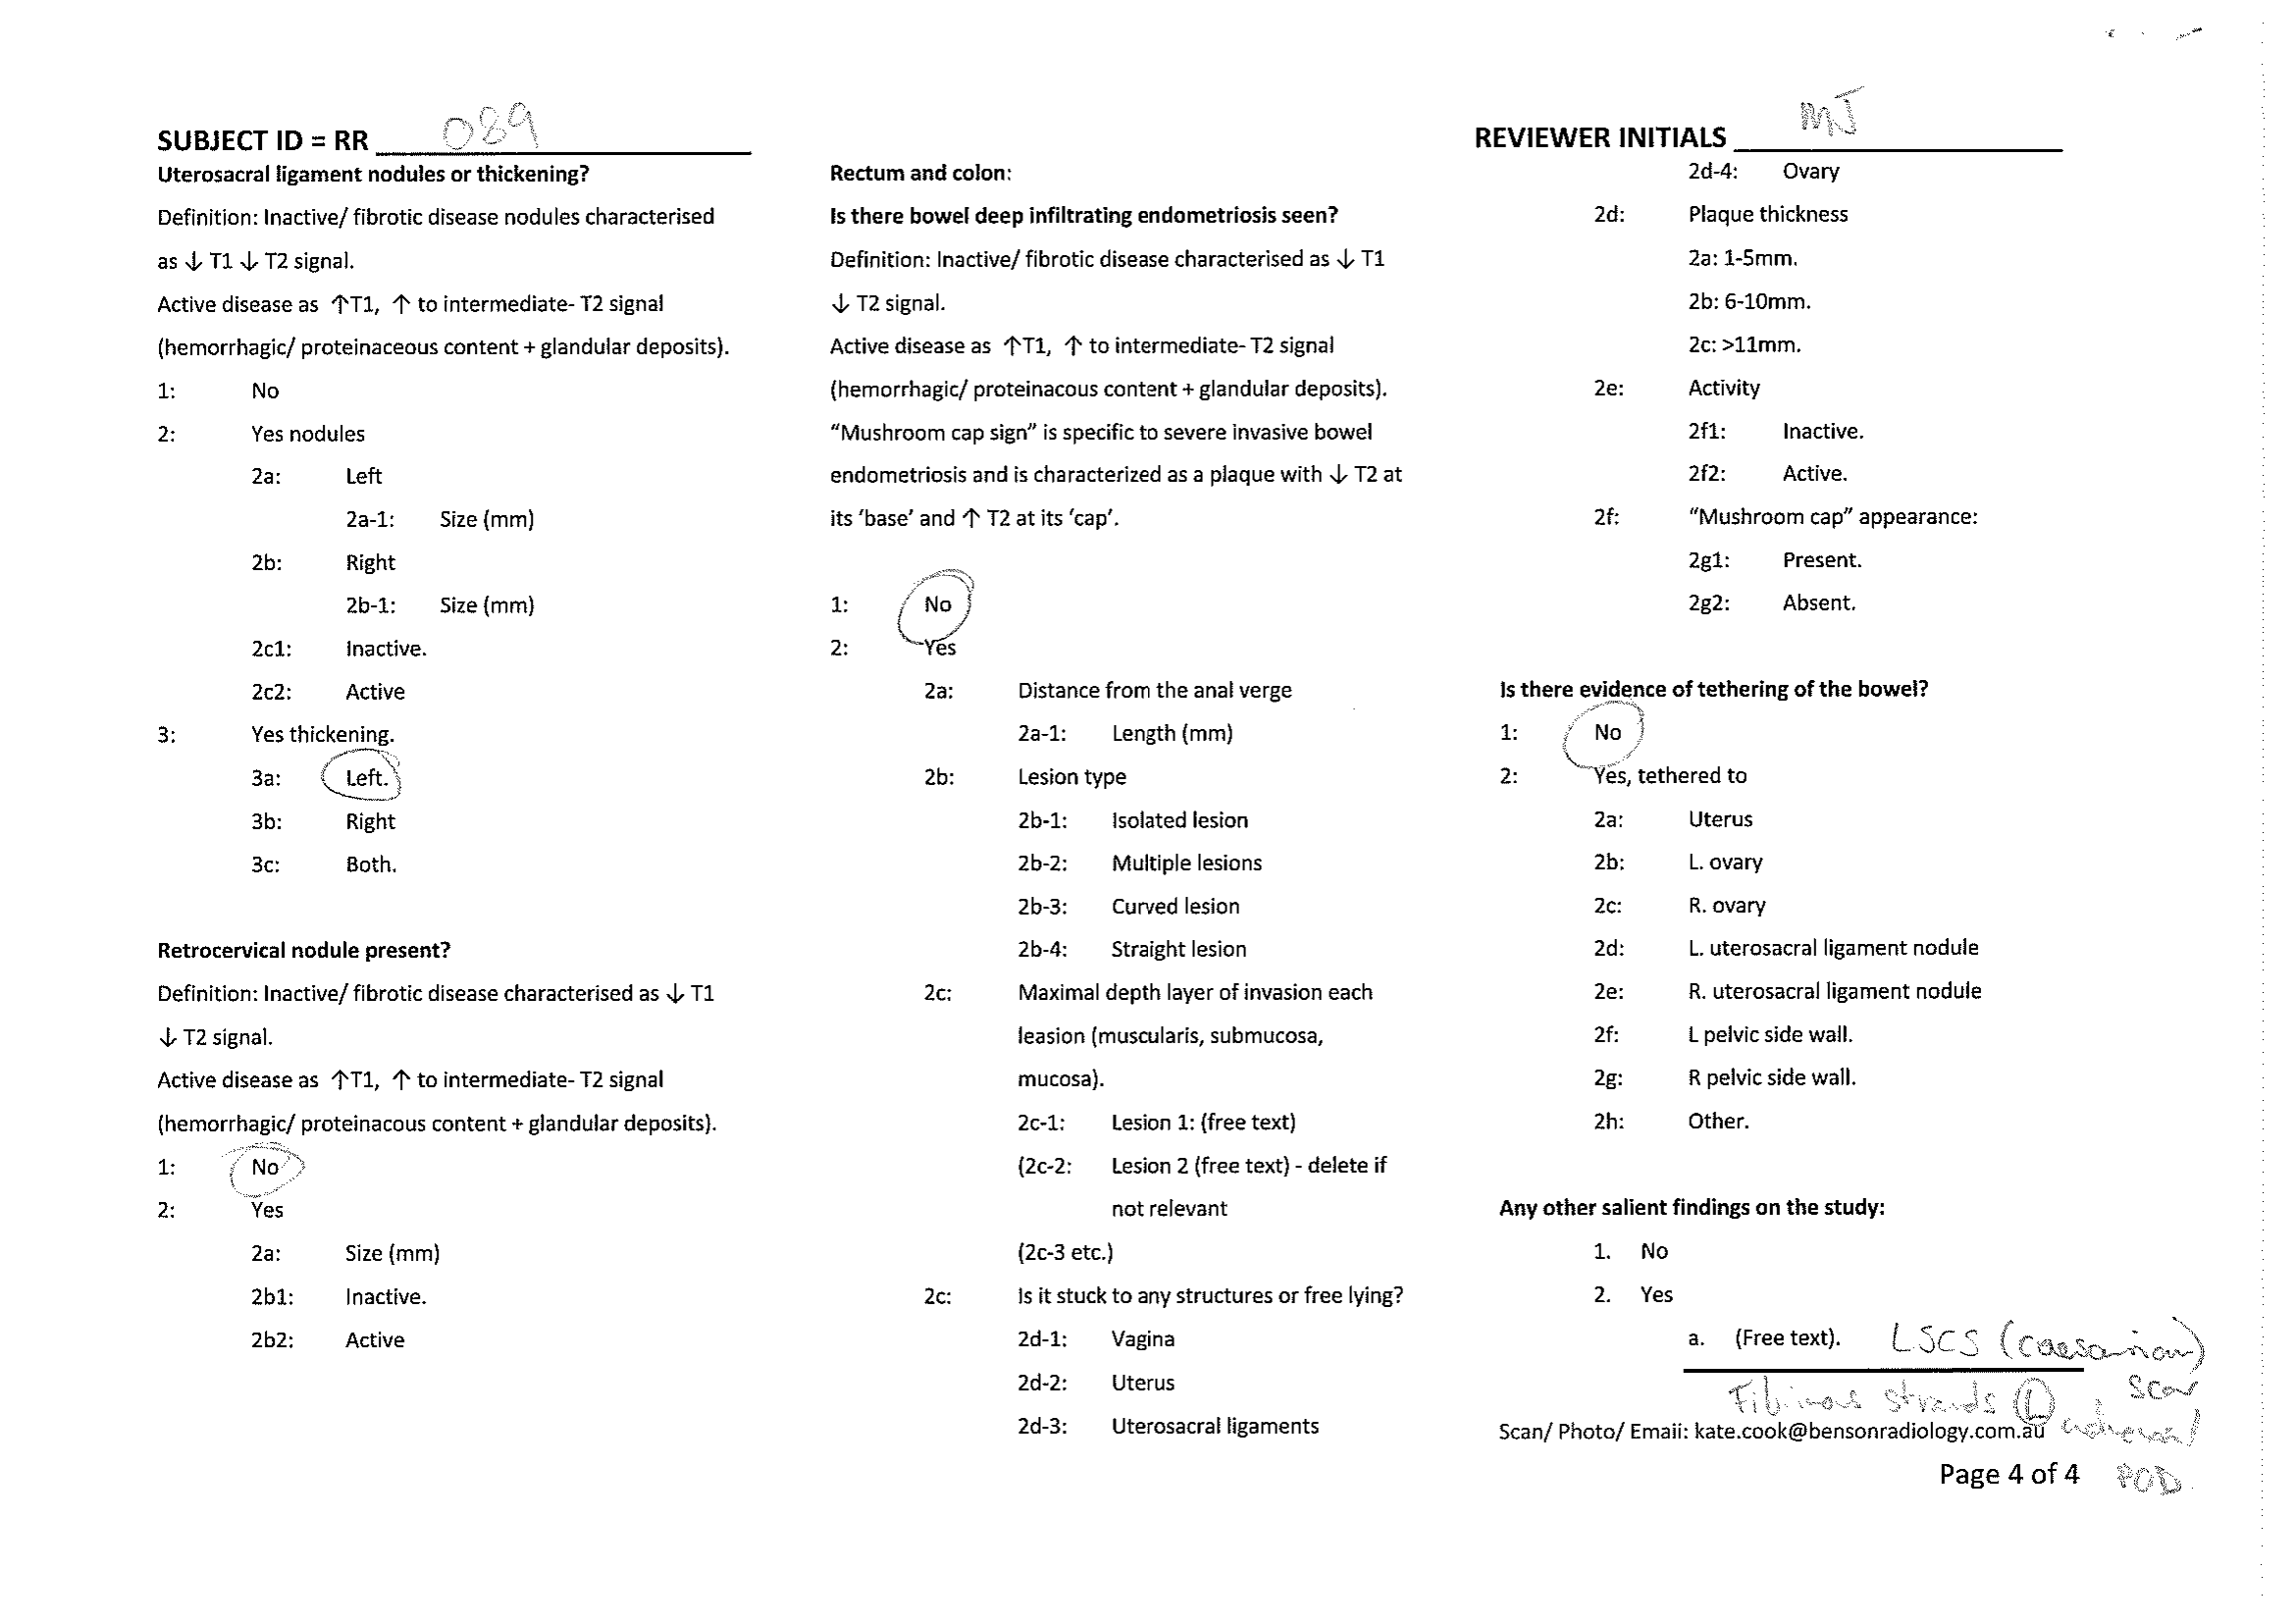 SUBJECT ID = RR 089
Uterosacral ligament nodules or thickening?
Definition: Inactive/ fibrotic disease nodules characterised
as ↓ T1 ↓ T2 signal.
Active disease as ↑T1, ↑ to intermediate- T2 signal
(hemorrhagic/ proteinaceous content + glandular deposits).
1: No
2: Yes nodules
2a: Left
2a-1: Size (mm)
2b: Right
2b-1: Size (mm)
2c1: Inactive.
2c2: Active
3: Yes thickening.
3a: Left.
3b: Right
3c: Both.
Retrocervical nodule present?
Definition: Inactive/ fibrotic disease characterised as ↓ T1
↓ T2 signal.
Active disease as ↑T1, ↑ to intermediate- T2 signal
(hemorrhagic/ proteinacous content + glandular deposits).
1: No
2: Yes
2a: Size (mm)
2b1: Inactive.
2b2: Active
Rectum and colon:
Is there bowel deep infiltrating endometriosis seen?
Definition: Inactive/ fibrotic disease characterised as ↓ T1
↓ T2 signal.
Active disease as ↑T1, ↑ to intermediate- T2 signal
(hemorrhagic/ proteinacous content + glandular deposits).
“Mushroom cap sign” is specific to severe invasive bowel
endometriosis and is characterized as a plaque with ↓ T2 at
its ‘base’ and ↑ T2 at its ‘cap’.
1: No
2: Yes
2a: Distance from the anal verge
2a-1: Length (mm)
2b: Lesion type
2b-1: Isolated lesion
2b-2: Multiple lesions
2b-3: Curved lesion
2b-4: Straight lesion
2c: Maximal depth layer of invasion each
leasion (muscularis, submucosa,
mucosa).
2c-1: Lesion 1: (free text)
(2c-2: Lesion 2 (free text) - delete if
not relevant
(2c-3 etc.)
2c: Is it stuck to any structures or free lying?
2d-1: Vagina
2d-2: Uterus
2d-3: Uterosacral ligaments
REVIEWER INITIALS MJ
2d-4: Ovary
2d: Plaque thickness
2a: 1-5mm.
2b: 6-10mm.
2c: >11mm.
2e: Activity
2f1: Inactive.
2f2: Active.
2f: “Mushroom cap” appearance:
2g1: Present.
2g2: Absent.
Is there evidence of tethering of the bowel?
1: No
2: Yes, tethered to
2a: Uterus
2b: L. ovary
2c: R. ovary
2d: L. uterosacral ligament nodule
2e: R. uterosacral ligament nodule
2f: L pelvic side wall.
2g: R pelvic side wall.
2h: Other.
Any other salient findings on the study:
1. No
2. Yes
a. (Free text). LSCS (caesarian)
scar
Fibinous strands L
Scan/ Photo/ Email: kate.cook@bensonradiology.com.au
Page 4 of 4 POD.